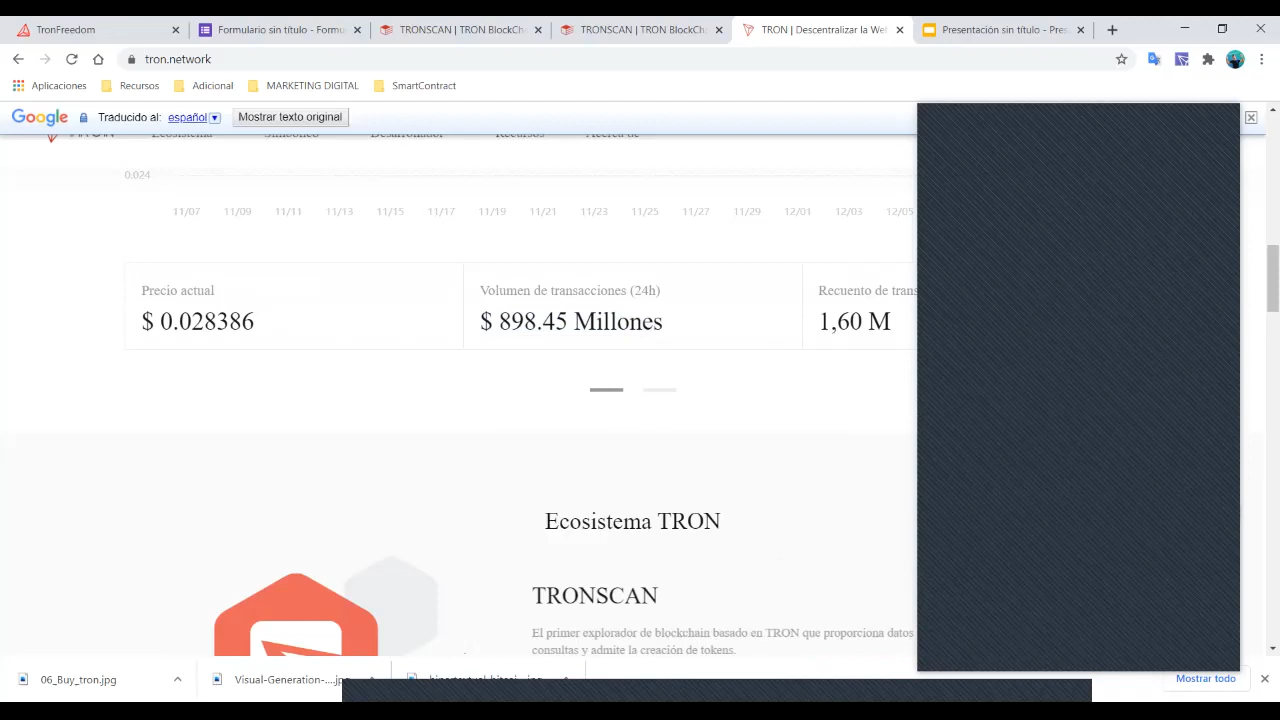 TronFreedom
Formulario sin título - Formu
TRONSCAN | TRON BlockCh
TRONSCAN | TRON BlockCh
TRON | Descentralizar la Web
Presentación sin título - Pres
tron.network
Aplicaciones
Recursos
Adicional
MARKETING DIGITAL
SmartContract
Google
Traducido al: español
Mostrar texto original
0.024
11/07 11/09 11/11 11/13 11/15 11/17 11/19 11/21 11/23 11/25 11/27 11/29 12/01 12/03 12/05
Precio actual
$ 0.028386
Volumen de transacciones (24h)
$ 898.45 Millones
Recuento de trans
1,60 M
Ecosistema TRON
TRONSCAN
El primer explorador de blockchain basado en TRON que proporciona datos
consultas y admite la creación de tokens.
06_Buy_tron.jpg
Visual-Generation-....jpg
Mostrar todo